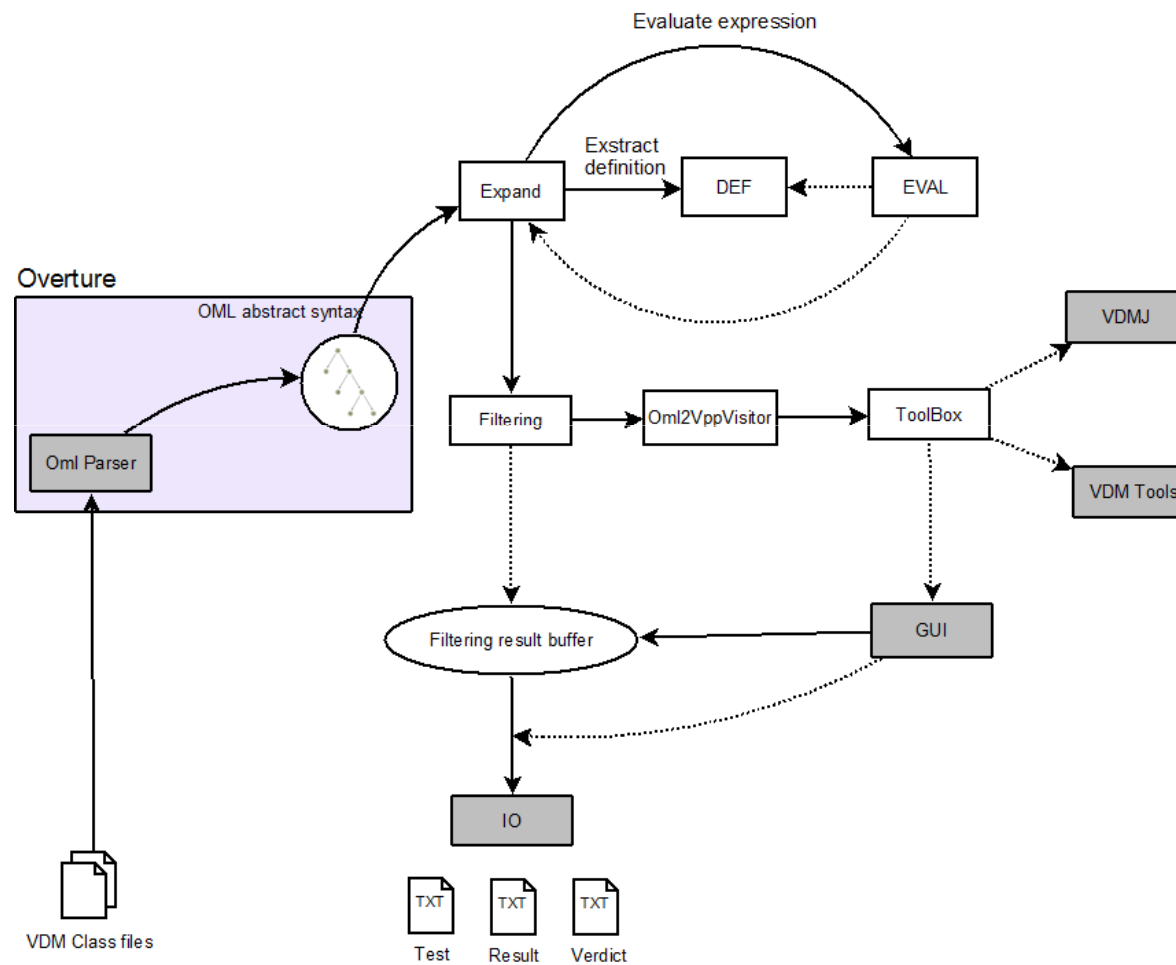 Evaluate expression
Exstract
definition
Expand
DEF
EVAL
Overture
OML abstract syntax
VDMJ
Filtering
Oml2VppVisitor
ToolBox
Oml Parser
VDM Tools
GUI
Filtering result buffer
IO
TXT
TXT
TXT
VDM Class files
Test
Result
Verdict